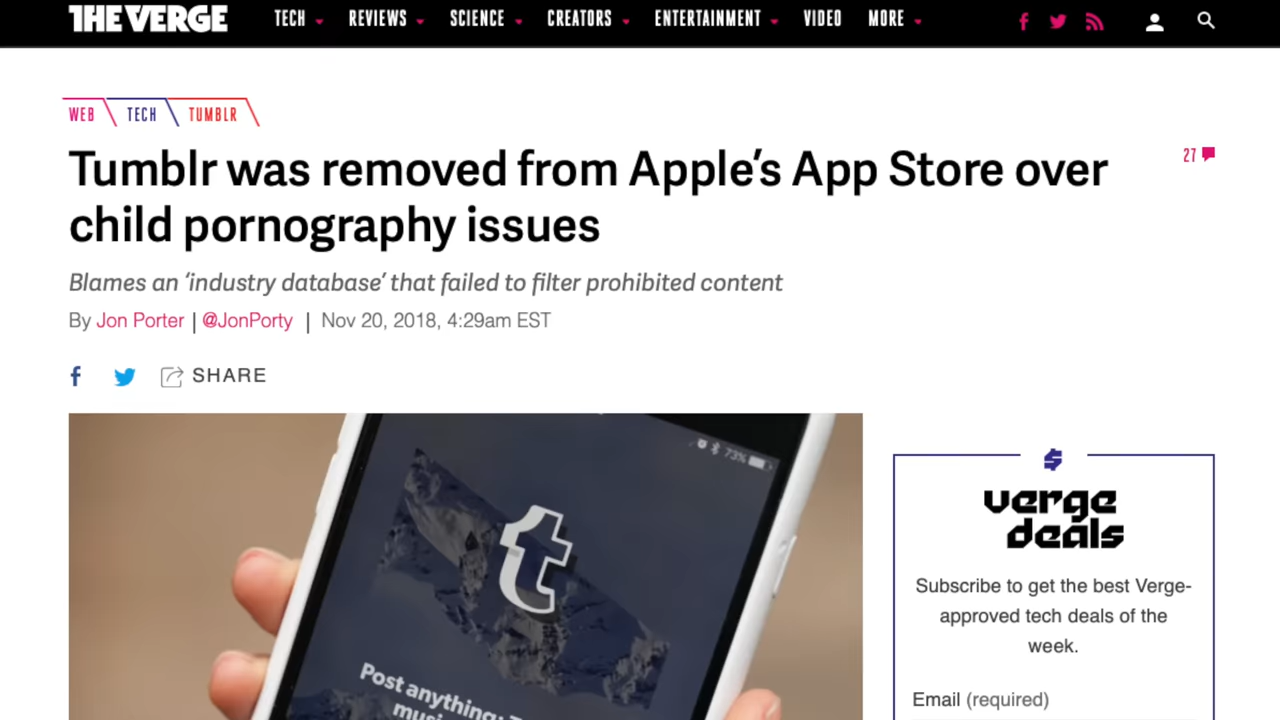 THE VERGE
TECH REVIEWS SCIENCE CREATORS ENTERTAINMENT VIDEO MORE
WEB TECH TUMBLR
Tumblr was removed from Apple's App Store over
child pornography issues
27
Blames an 'industry database' that failed to filter prohibited content
By Jon Porter | @JonPorty | Nov 20, 2018, 4:29am EST
SHARE
73%
t
Post anything:
verge
deals
Subscribe to get the best Verge-
approved tech deals of the
week.
Email (required)